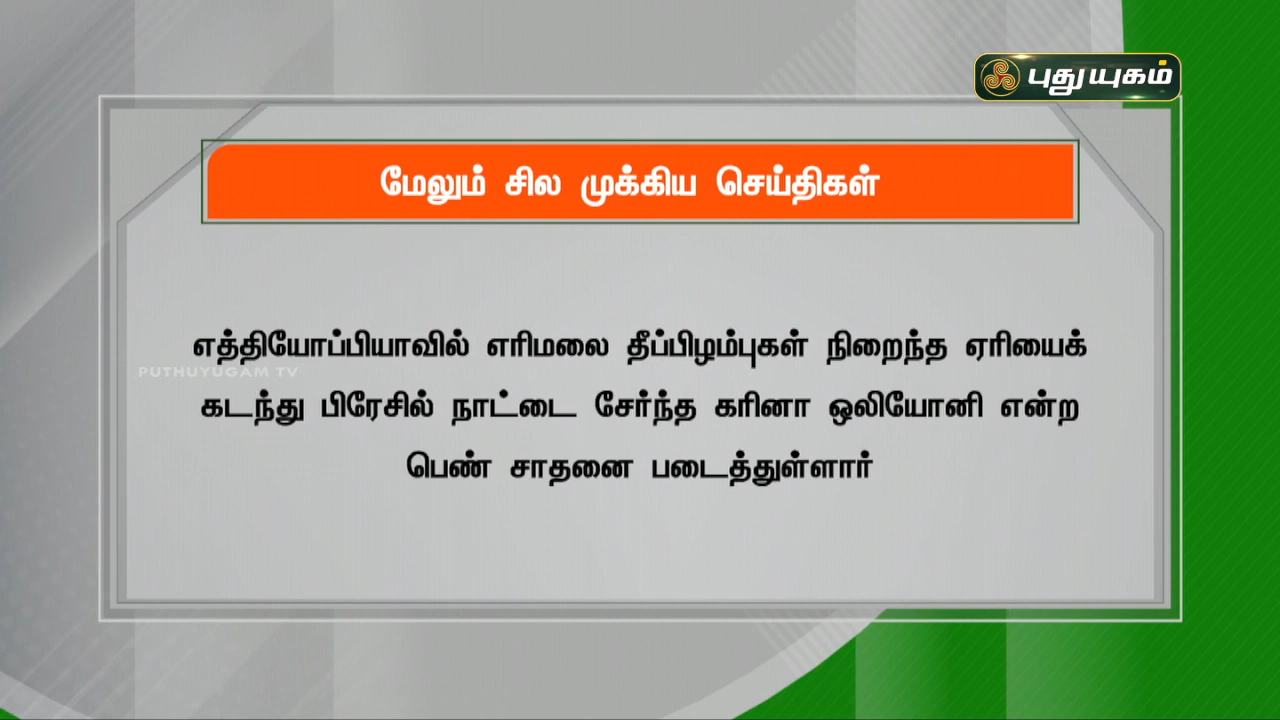 புதுயுகம்
மேலும் சில முக்கிய செய்திகள்
எத்தியோப்பியாவில் எரிமலை தீப்பிழம்புகள் நிறைந்த ஏரியைக்
PUTHUYUGAM TV
கடந்து பிரேசில் நாட்டை சேர்ந்த கரினா ஒலியோனி என்ற
பெண் சாதனை படைத்துள்ளார்